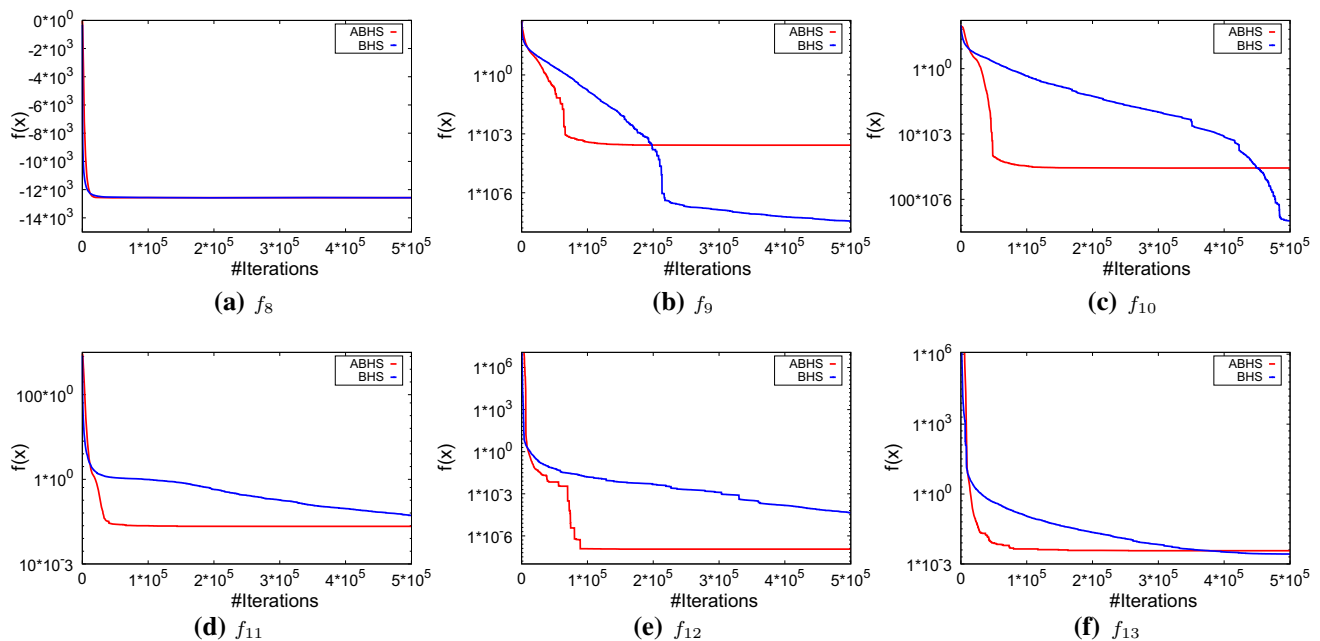 0*10^0
-2*10^3
-4*10^3
-6*10^3
-8*10^3
-10*10^3
-12*10^3
-14*10^3
f(x)
ABHS
BHS
0 1*10^5 2*10^5 3*10^5 4*10^5 5*10^5
#Iterations
(a) f_8
1*10^0
1*10^-3
1*10^-6
f(x)
ABHS
BHS
0 1*10^5 2*10^5 3*10^5 4*10^5 5*10^5
#Iterations
(b) f_9
1*10^0
10*10^-3
100*10^-6
f(x)
ABHS
BHS
0 1*10^5 2*10^5 3*10^5 4*10^5 5*10^5
#Iterations
(c) f_10
100*10^0
1*10^0
10*10^-3
f(x)
ABHS
BHS
0 1*10^5 2*10^5 3*10^5 4*10^5 5*10^5
#Iterations
(d) f_11
1*10^6
1*10^3
1*10^0
1*10^-3
1*10^-6
f(x)
ABHS
BHS
0 1*10^5 2*10^5 3*10^5 4*10^5 5*10^5
#Iterations
(e) f_12
1*10^6
1*10^3
1*10^0
1*10^-3
f(x)
ABHS
BHS
0 1*10^5 2*10^5 3*10^5 4*10^5 5*10^5
#Iterations
(f) f_13